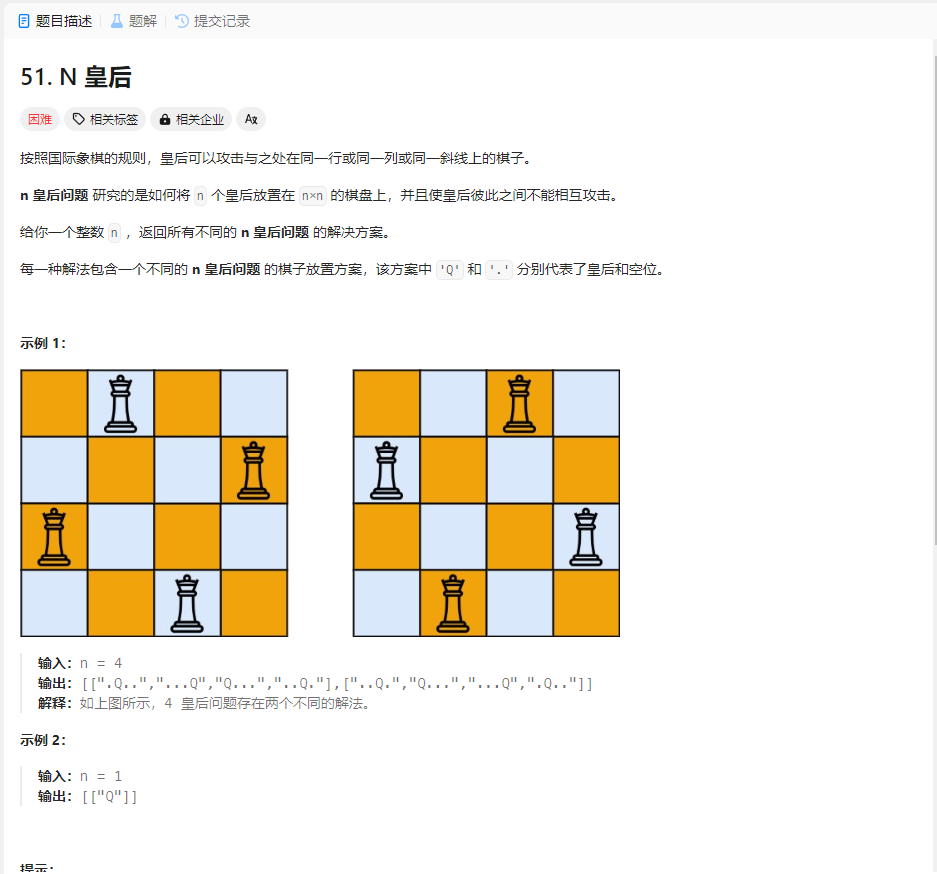 题目描述 题解 提交记录
51. N 皇后
困难 相关标签 相关企业 Aあ
按照国际象棋的规则，皇后可以攻击与之处在同一行或同一列或同一斜线上的棋子。
n 皇后问题 研究的是如何将 n 个皇后放置在 n×n 的棋盘上，并且使皇后彼此之间不能相互攻击。
给你一个整数 n ，返回所有不同的 n 皇后问题 的解决方案。
每一种解法包含一个不同的 n 皇后问题 的棋子放置方案，该方案中 'Q' 和 '.' 分别代表了皇后和空位。
示例 1：
输入：n = 4
输出：[[".Q..","...Q","Q...","..Q."],["..Q.","Q...","...Q",".Q.."]]
解释：如上图所示，4 皇后问题存在两个不同的解法。
示例 2：
输入：n = 1
输出：[["Q"]]
提示：